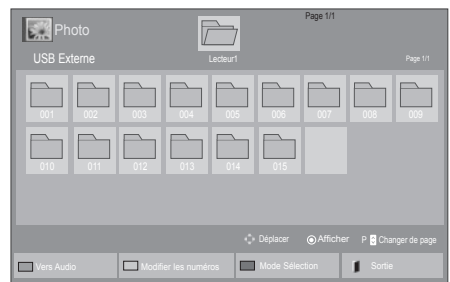 Page 1/1
Photo
USB Externe
Lecteur1
Page 1/1
001 002 003 004 005 006 007 008 009
010 011 012 013 014 015
Déplacer Afficher P Changer de page
Vers Audio Modifier les numéros Mode Sélection Sortie